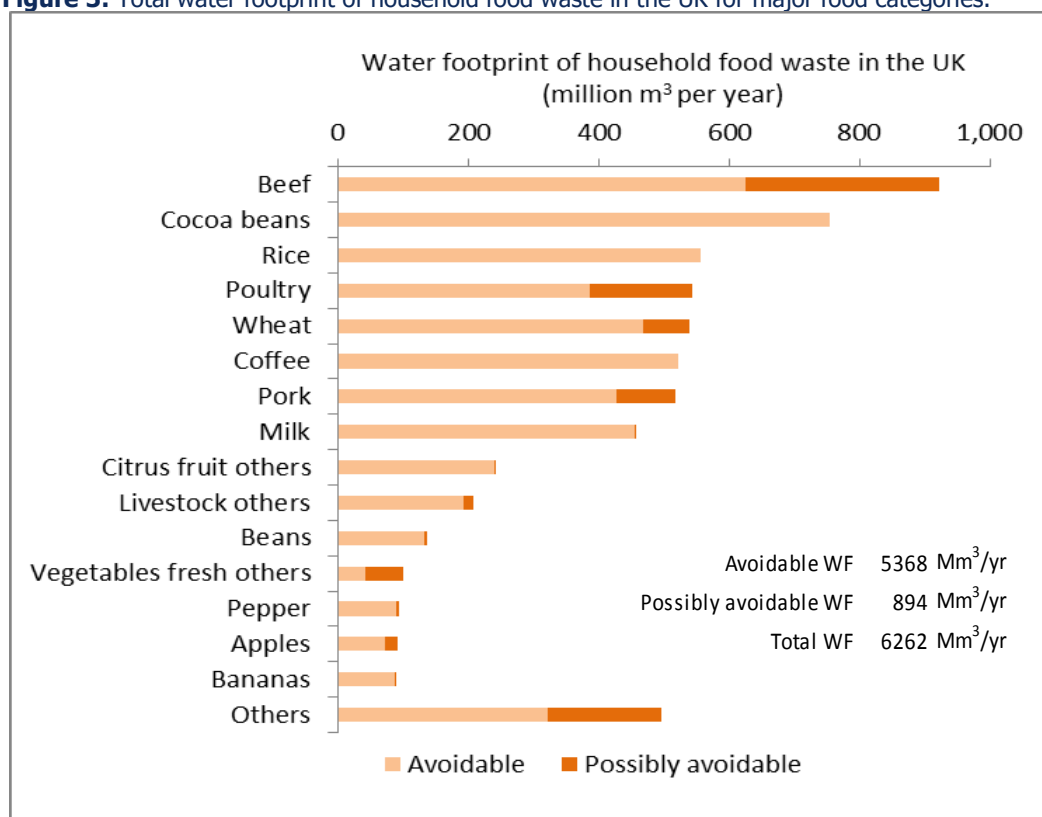 Figure 3: Total water footprint of household food waste in the UK for major food categories.
Water footprint of household food waste in the UK
(million m³ per year)
0 200 400 600 800 1,000
Beef
Cocoa beans
Rice
Poultry
Wheat
Coffee
Pork
Milk
Citrus fruit others
Livestock others
Beans
Vegetables fresh others
Pepper
Apples
Bananas
Others
Avoidable WF 5368 Mm³/yr
Possibly avoidable WF 894 Mm³/yr
Total WF 6262 Mm³/yr
Avoidable Possibly avoidable